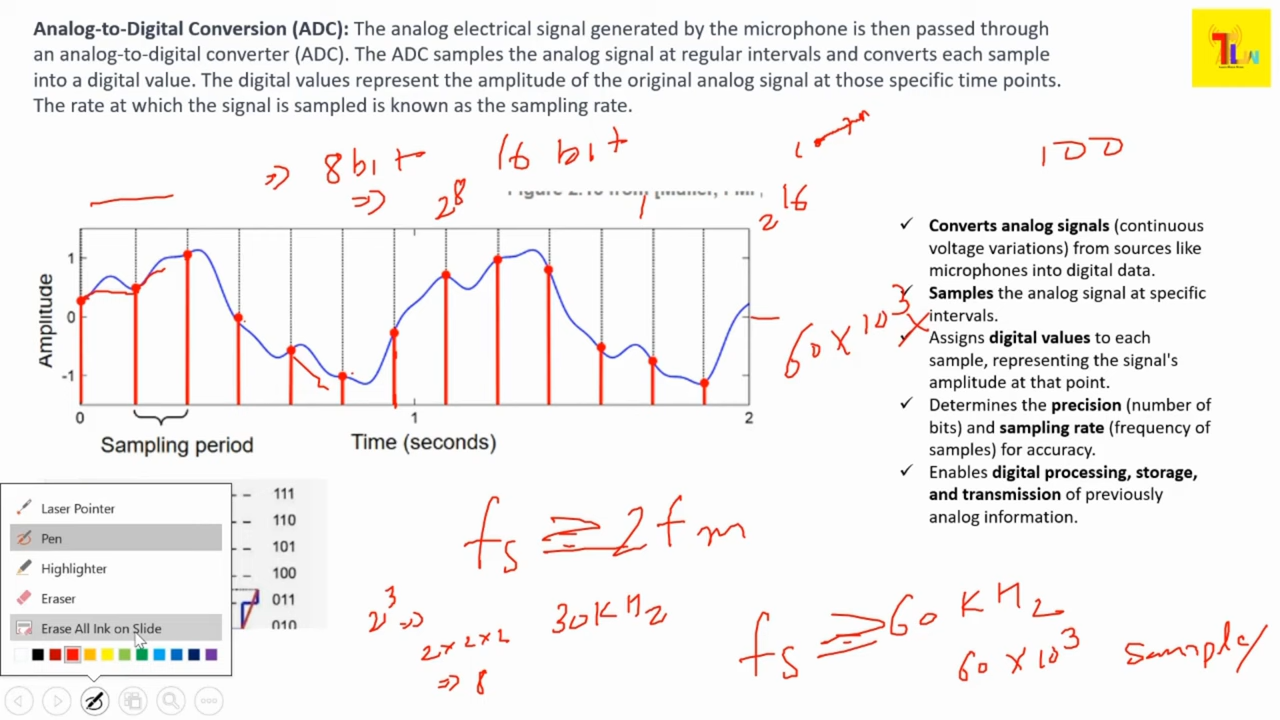 Analog-to-Digital Conversion (ADC): The analog electrical signal generated by the microphone is then passed through
an analog-to-digital converter (ADC). The ADC samples the analog signal at regular intervals and converts each sample
into a digital value. The digital values represent the amplitude of the original analog signal at those specific time points.
The rate at which the signal is sampled is known as the sampling rate.
⇒ 8 bit
16 bit
100
⇒ 2^8
2^16
1
0
-1
Amplitude
0
1
2
Sampling period
Time (seconds)
60 × 10^3 ×
✓ Converts analog signals (continuous
voltage variations) from sources like
microphones into digital data.
✓ Samples the analog signal at specific
intervals.
✓ Assigns digital values to each
sample, representing the signal's
amplitude at that point.
✓ Determines the precision (number of
bits) and sampling rate (frequency of
samples) for accuracy.
✓ Enables digital processing, storage,
and transmission of previously
analog information.
111
110
101
100
011
010
Laser Pointer
Pen
Highlighter
Eraser
Erase All Ink on Slide
fs ≥ 2fm
2^3 ⇒
2 × 2 × 2
⇒ 8
30 KHz
fs ≥ 60 KHz
60 × 10^3 sample/